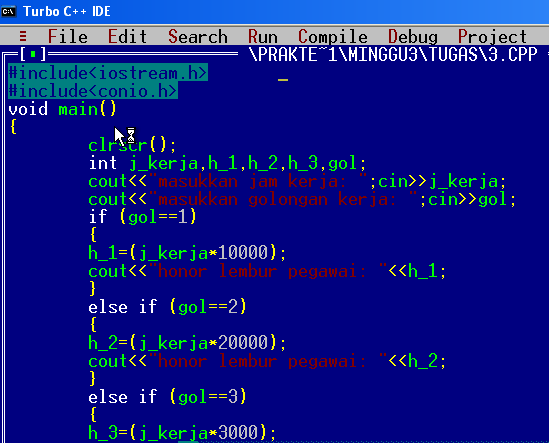 Turbo C++ IDE
≡ File Edit Search Run Compile Debug Project
[■] \PRAKTE~1\MINGGU3\TUGAS\3.CPP
#include<iostream.h>
#include<conio.h>
void main()
{
clrscr();
int j_kerja,h_1,h_2,h_3,gol;
cout<<"masukkan jam kerja: ";cin>>j_kerja;
cout<<"masukkan golongan kerja: ";cin>>gol;
if (gol==1)
{
h_1=(j_kerja*10000);
cout<<"honor lembur pegawai: "<<h_1;
}
else if (gol==2)
{
h_2=(j_kerja*20000);
cout<<"honor lembur pegawai: "<<h_2;
}
else if (gol==3)
{
h_3=(j_kerja*3000);